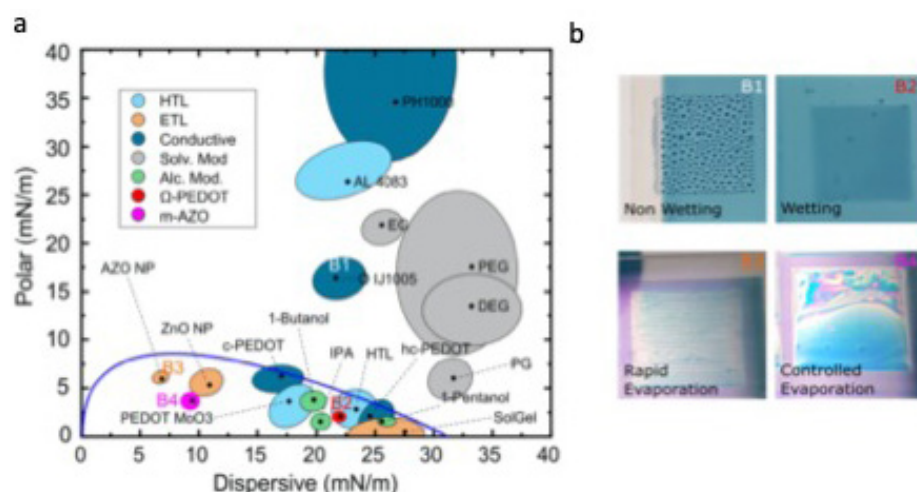 a
40
35
30
25
20
15
10
5
0
Polar (mN/m)
HTL
ETL
Conductive
Solv. Mod
Alc. Mod.
Ω-PEDOT
m-AZO
PH1000
AL 4083
EG
B1
IJ1005
PEG
DEG
PG
AZO NP
ZnO NP
c-PEDOT
1-Butanol
IPA
HTL
hc-PEDOT
1-Pentanol
SolGel
B3
B4
B2
PEDOT MoO3
0 5 10 15 20 25 30 35 40
Dispersive (mN/m)
b
B1
Non Wetting
B2
Wetting
Rapid
Evaporation
B4
Controlled
Evaporation